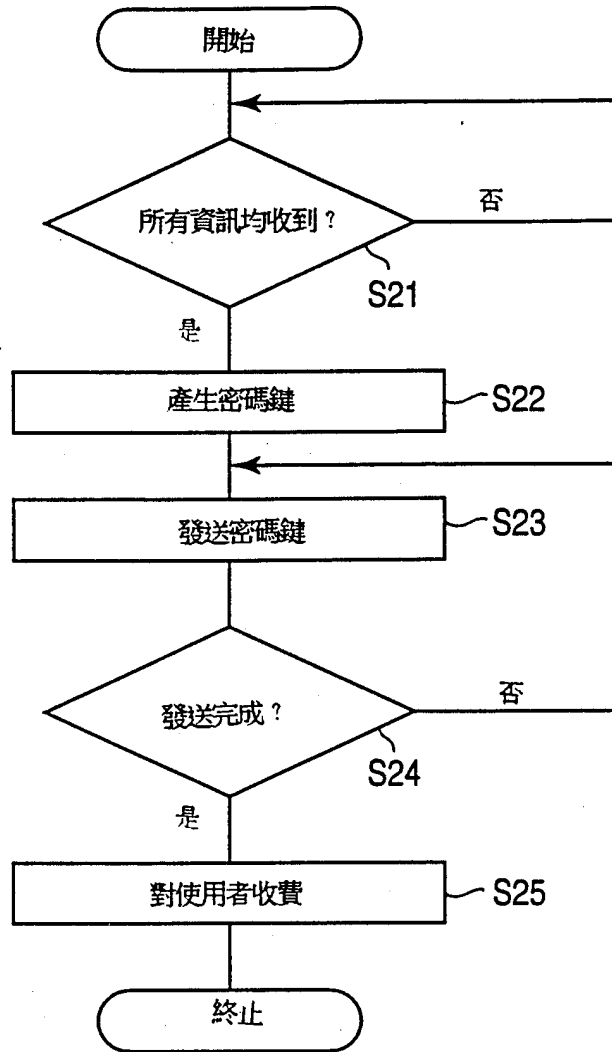 開始
所有資訊均收到?
否
S21
是
產生密碼鍵
S22
發送密碼鍵
S23
發送完成?
否
S24
是
對使用者收費
S25
終止